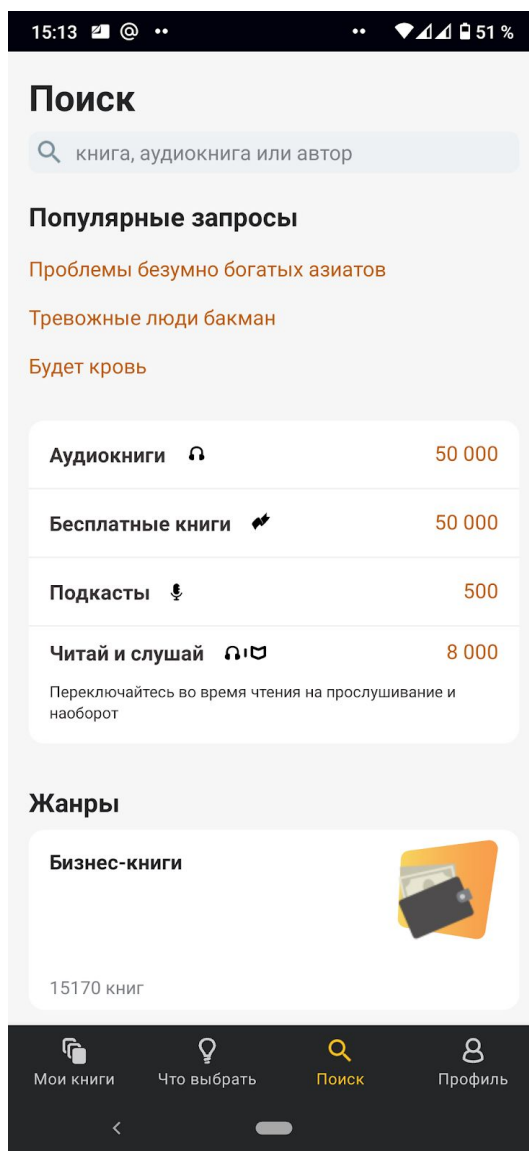 15:13 @ •• •• 51 %
Поиск
книга, аудиокнига или автор
Популярные запросы
Проблемы безумно богатых азиатов
Тревожные люди бакман
Будет кровь
Аудиокниги 50 000
Бесплатные книги 50 000
Подкасты 500
Читай и слушай 8 000
Переключайтесь во время чтения на прослушивание и
наоборот
Жанры
Бизнес-книги
15170 книг
Мои книги Что выбрать Поиск Профиль